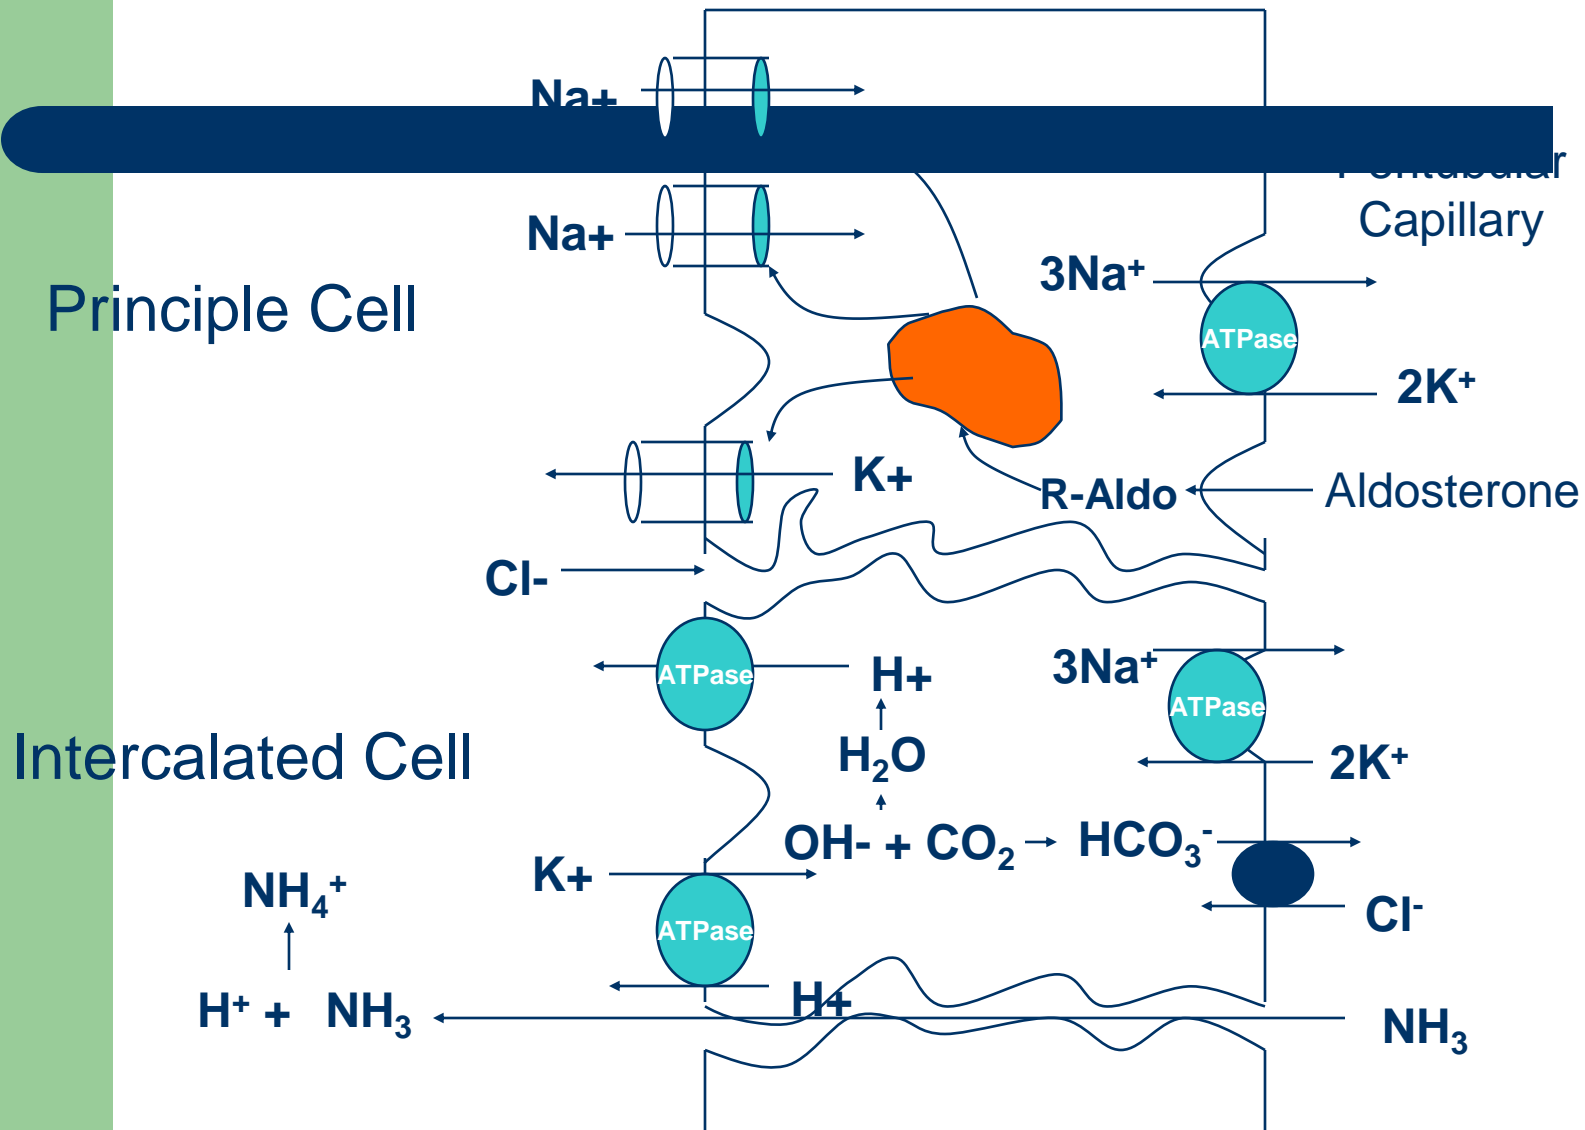 Na+
Peritubular
Capillary
Na+
3Na⁺
Principle Cell
ATPase
2K⁺
K+
R-Aldo
Aldosterone
Cl-
3Na⁺
H+
ATPase
ATPase
Intercalated Cell
H₂O
2K⁺
OH- + CO₂
HCO₃⁻
K+
NH₄⁺
Cl⁻
ATPase
H+
H⁺ + NH₃
NH₃